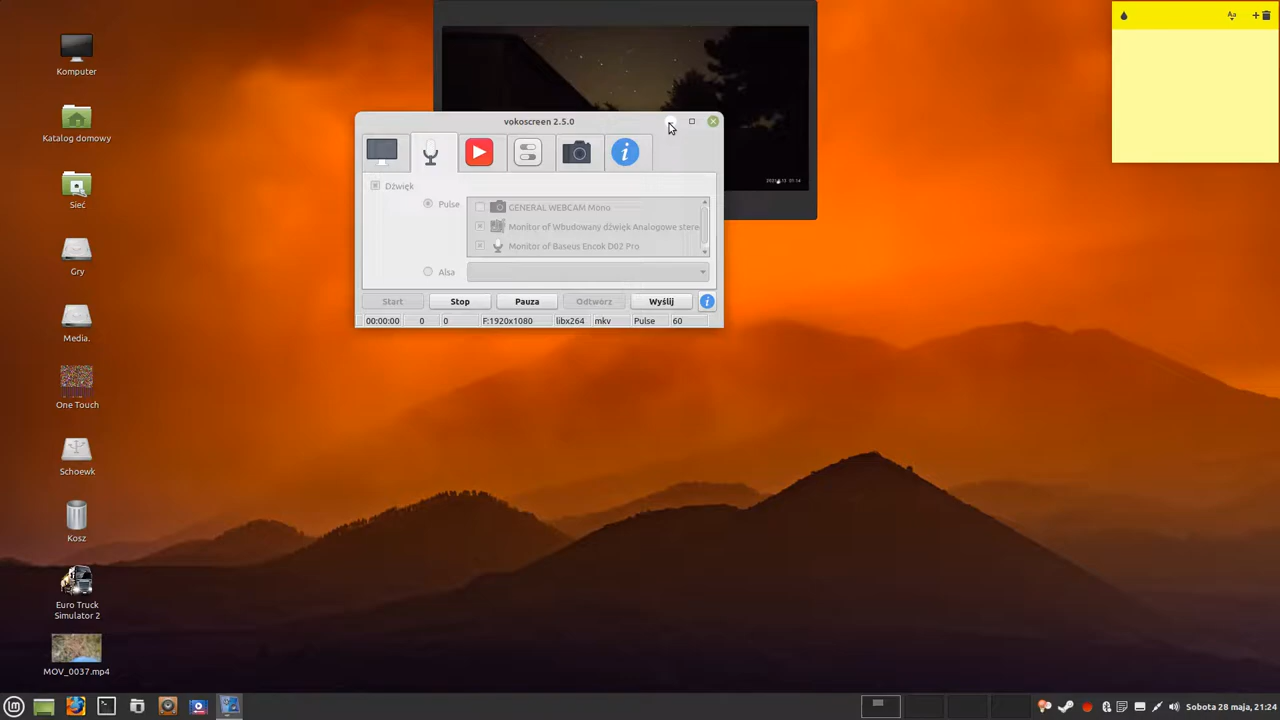 Komputer
Katalog domowy
Sieć
Gry
Media.
One Touch
Schoewk
Kosz
Euro Truck
Simulator 2
MOV_0037.mp4
vokoscreen 2.5.0
Dźwięk
Pulse
GENERAL WEBCAM Mono
Monitor of Wbudowany dźwięk Analogowe stere
Monitor of Baseus Encok D02 Pro
Alsa
Start
Stop
Pauza
Odtwórz
Wyślij
00:00:00
0
0
F:1920x1080
libx264
mkv
Pulse
60
Aa
Sobota 28 maja, 21:24